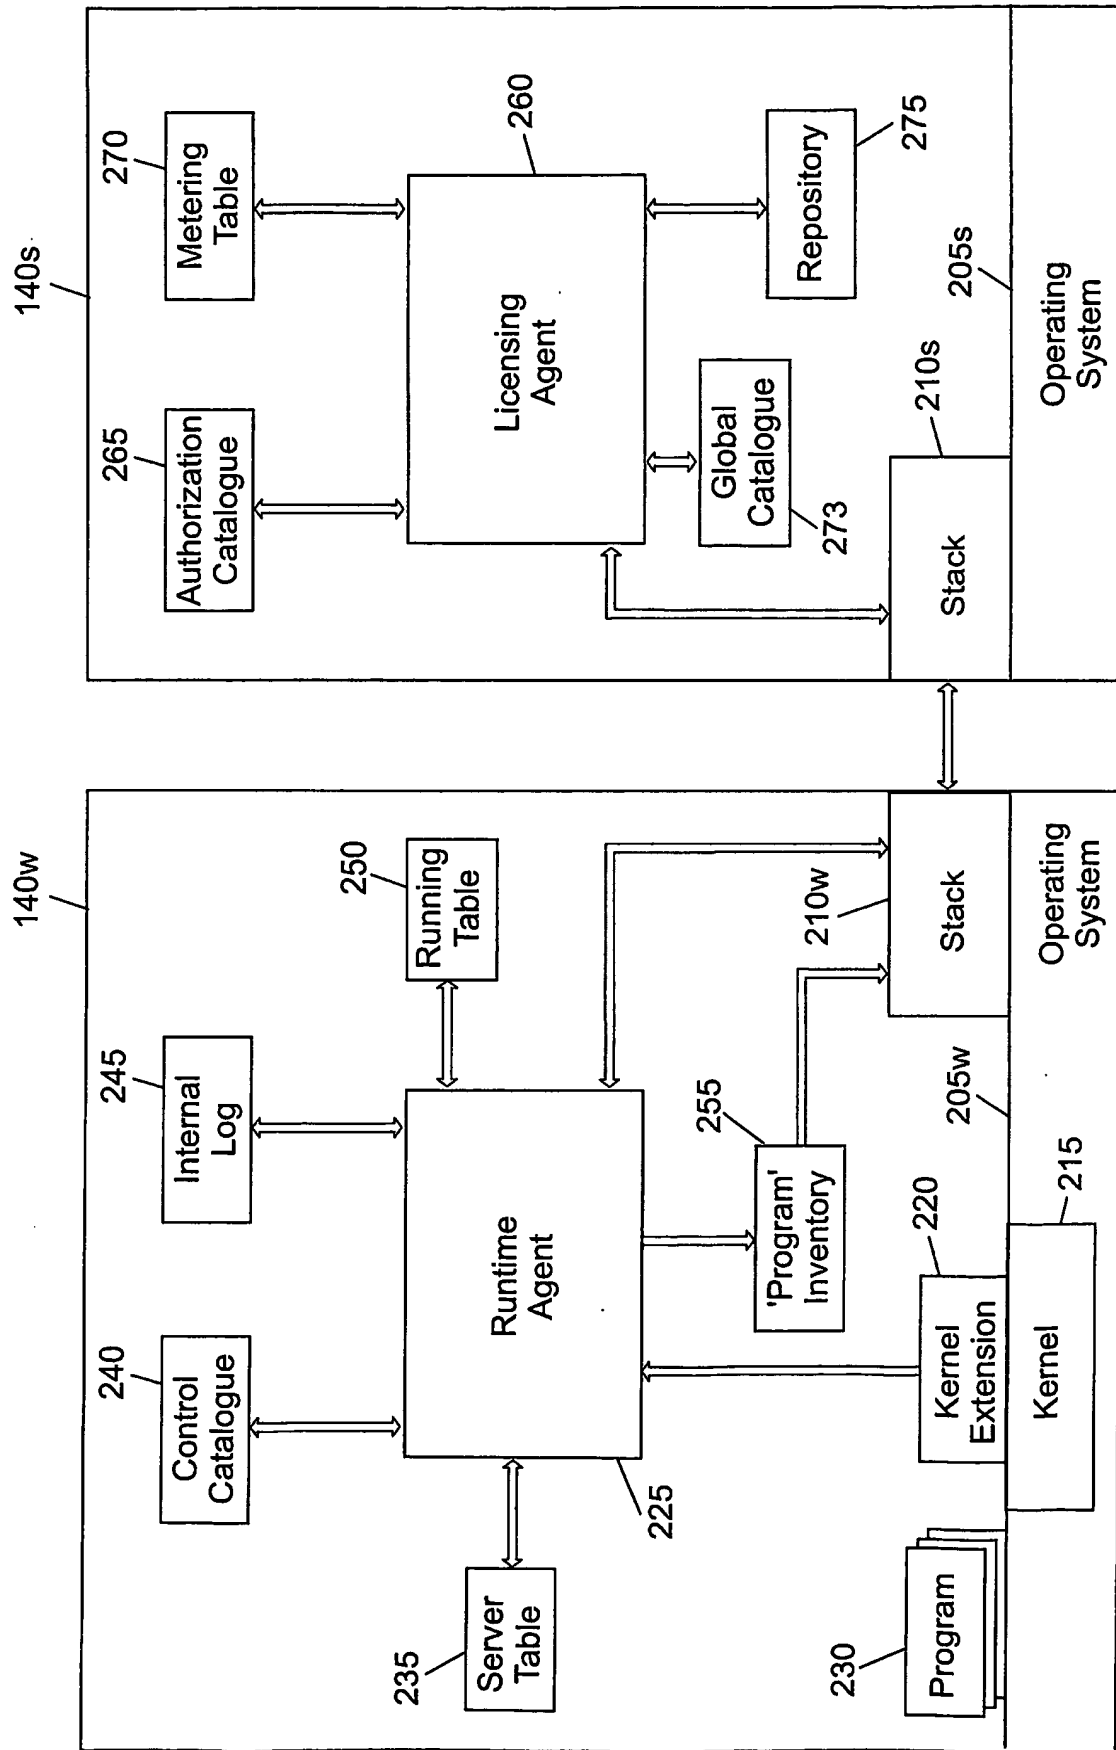 140w
240
Control
Catalogue
245
Internal
Log
250
Running
Table
235
Server
Table
Runtime
Agent
225
255
'Program'
Inventory
210w
Stack
230
Program
220
Kernel
Extension
205w
Kernel
215
Operating
System
140s
265
Authorization
Catalogue
270
Metering
Table
Licensing
Agent
260
Global
Catalogue
273
Repository
275
210s
Stack
205s
Operating
System